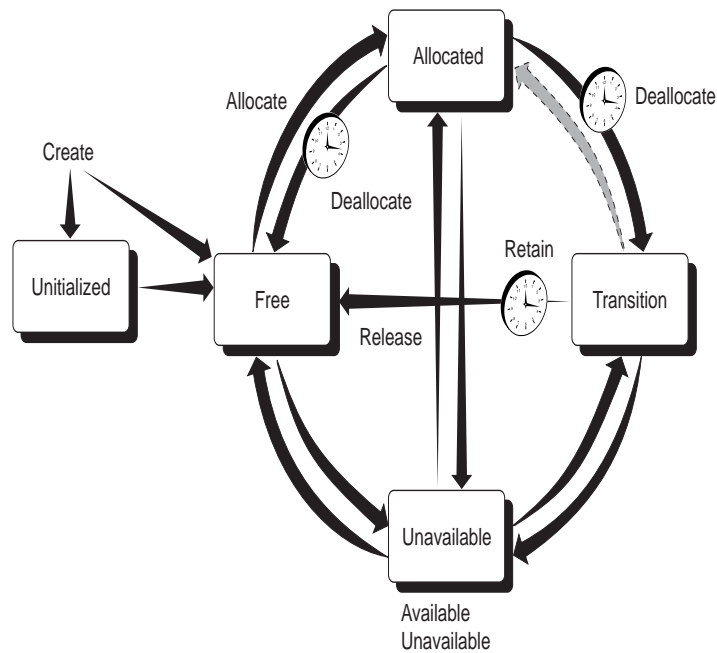 Allocated
Allocate
Deallocate
Create
Deallocate
Retain
Unitialized
Free
Transition
Release
Unavailable
Available
Unavailable